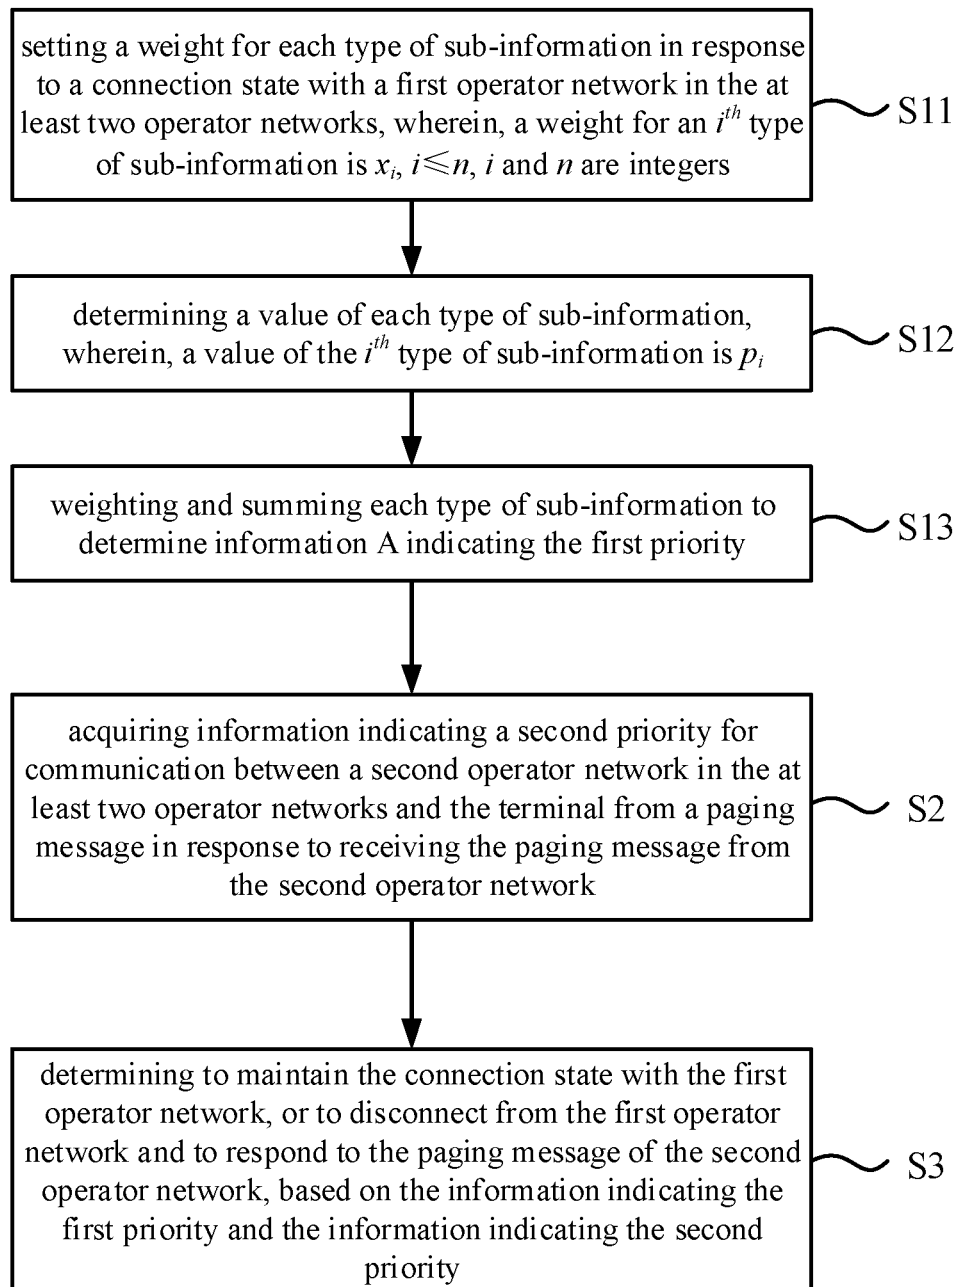 setting a weight for each type of sub-information in response
to a connection state with a first operator network in the at
least two operator networks, wherein, a weight for an i^th type
of sub-information is x_i, i≤n, i and n are integers
S11
determining a value of each type of sub-information,
wherein, a value of the i^th type of sub-information is p_i
S12
weighting and summing each type of sub-information to
determine information A indicating the first priority
S13
acquiring information indicating a second priority for
communication between a second operator network in the at
least two operator networks and the terminal from a paging
message in response to receiving the paging message from
the second operator network
S2
determining to maintain the connection state with the first
operator network, or to disconnect from the first operator
network and to respond to the paging message of the second
operator network, based on the information indicating the
first priority and the information indicating the second
priority
S3